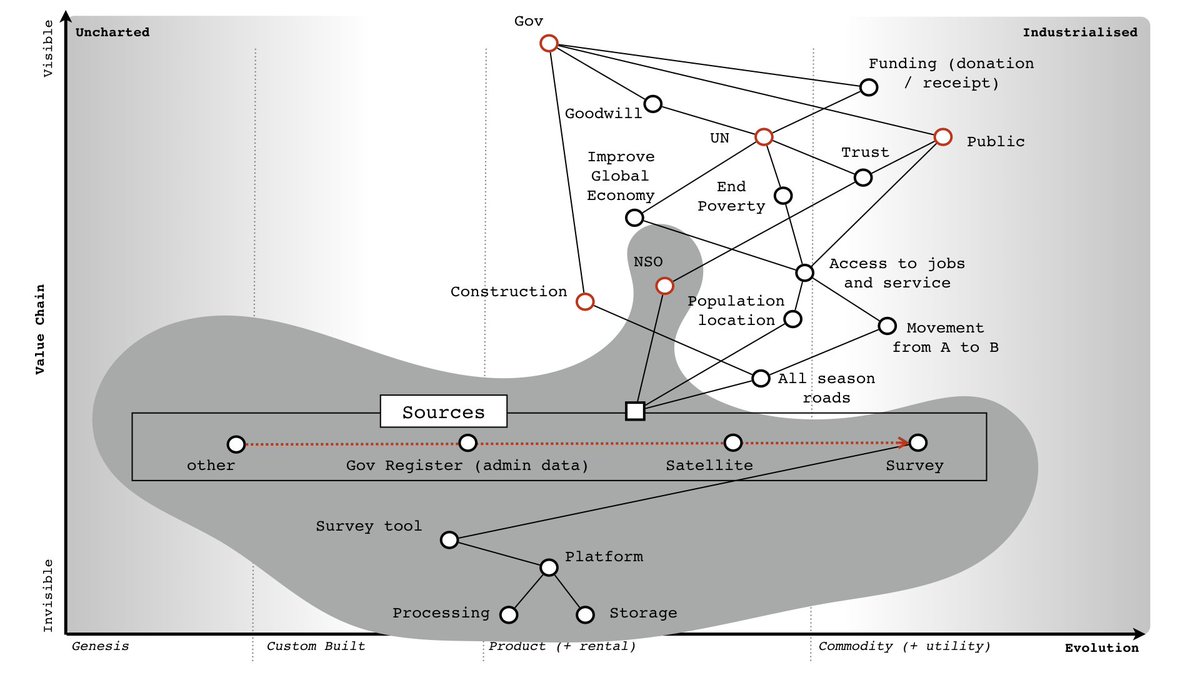 Gov
Visible
Uncharted
Industrialised
Funding (donation
/ receipt)
Goodwill
UN
Public
Trust
Improve
Global
Economy
End
Poverty
NSO
Access to jobs
and service
Construction
Population
location
Movement
from A to B
Value Chain
All season
roads
Sources
other
Gov Register (admin data)
Satellite
Survey
Survey tool
Platform
Processing
Storage
Invisible
Genesis
Custom Built
Product (+ rental)
Commodity (+ utility)
Evolution